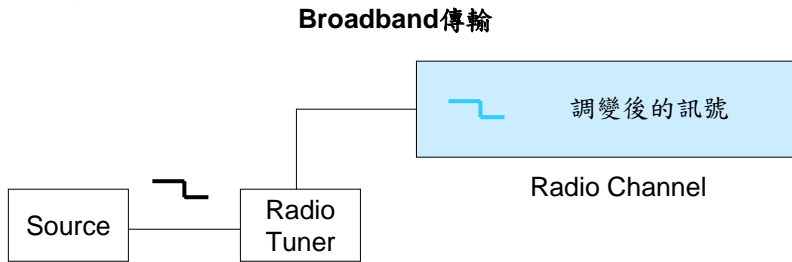 Broadband傳輸
調變後的訊號
Radio Channel
Source
Radio
Tuner